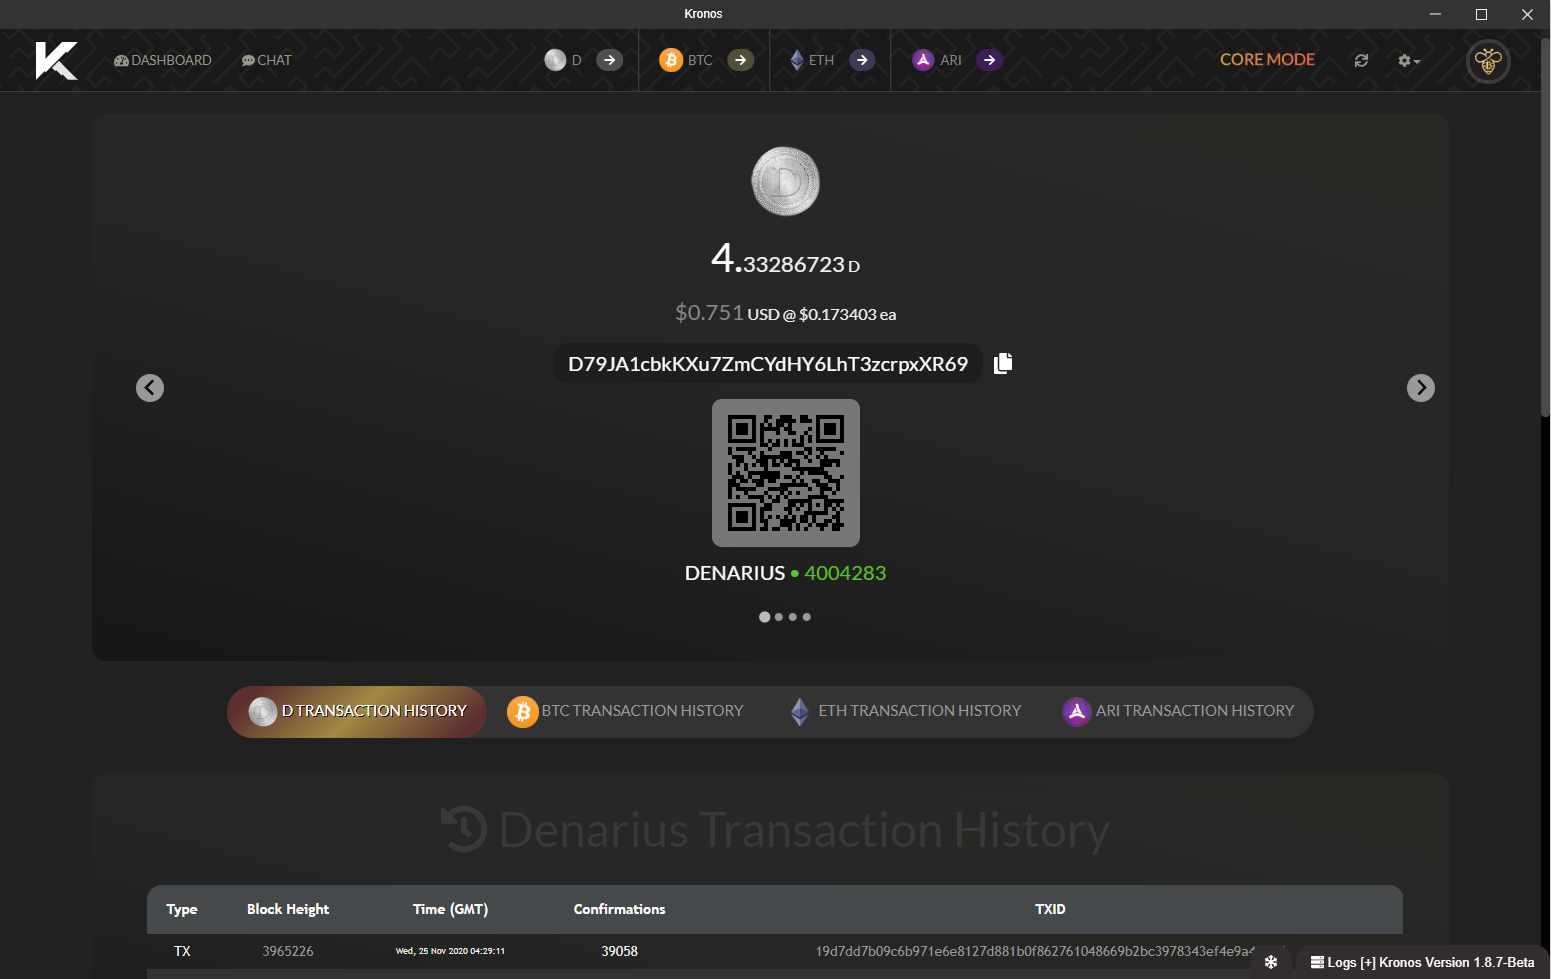 Kronos
DASHBOARD
CHAT
D
BTC
ETH
ARI
CORE MODE
4.33286723 D
$0.751 USD @ $0.173403 ea
D79JA1cbkKXu7ZmCYdHY6LhT3zcrpxXR69
DENARIUS • 4004283
D TRANSACTION HISTORY
BTC TRANSACTION HISTORY
ETH TRANSACTION HISTORY
ARI TRANSACTION HISTORY
Denarius Transaction History
Type Block Height Time (GMT) Confirmations TXID
TX 3965226 Wed, 25 Nov 2020 04:29:11 39058 19d7dd7b09c6b971e6e8127d881b0f862761048669b2bc3978343ef4e9a4
Logs [+] Kronos Version 1.8.7-Beta